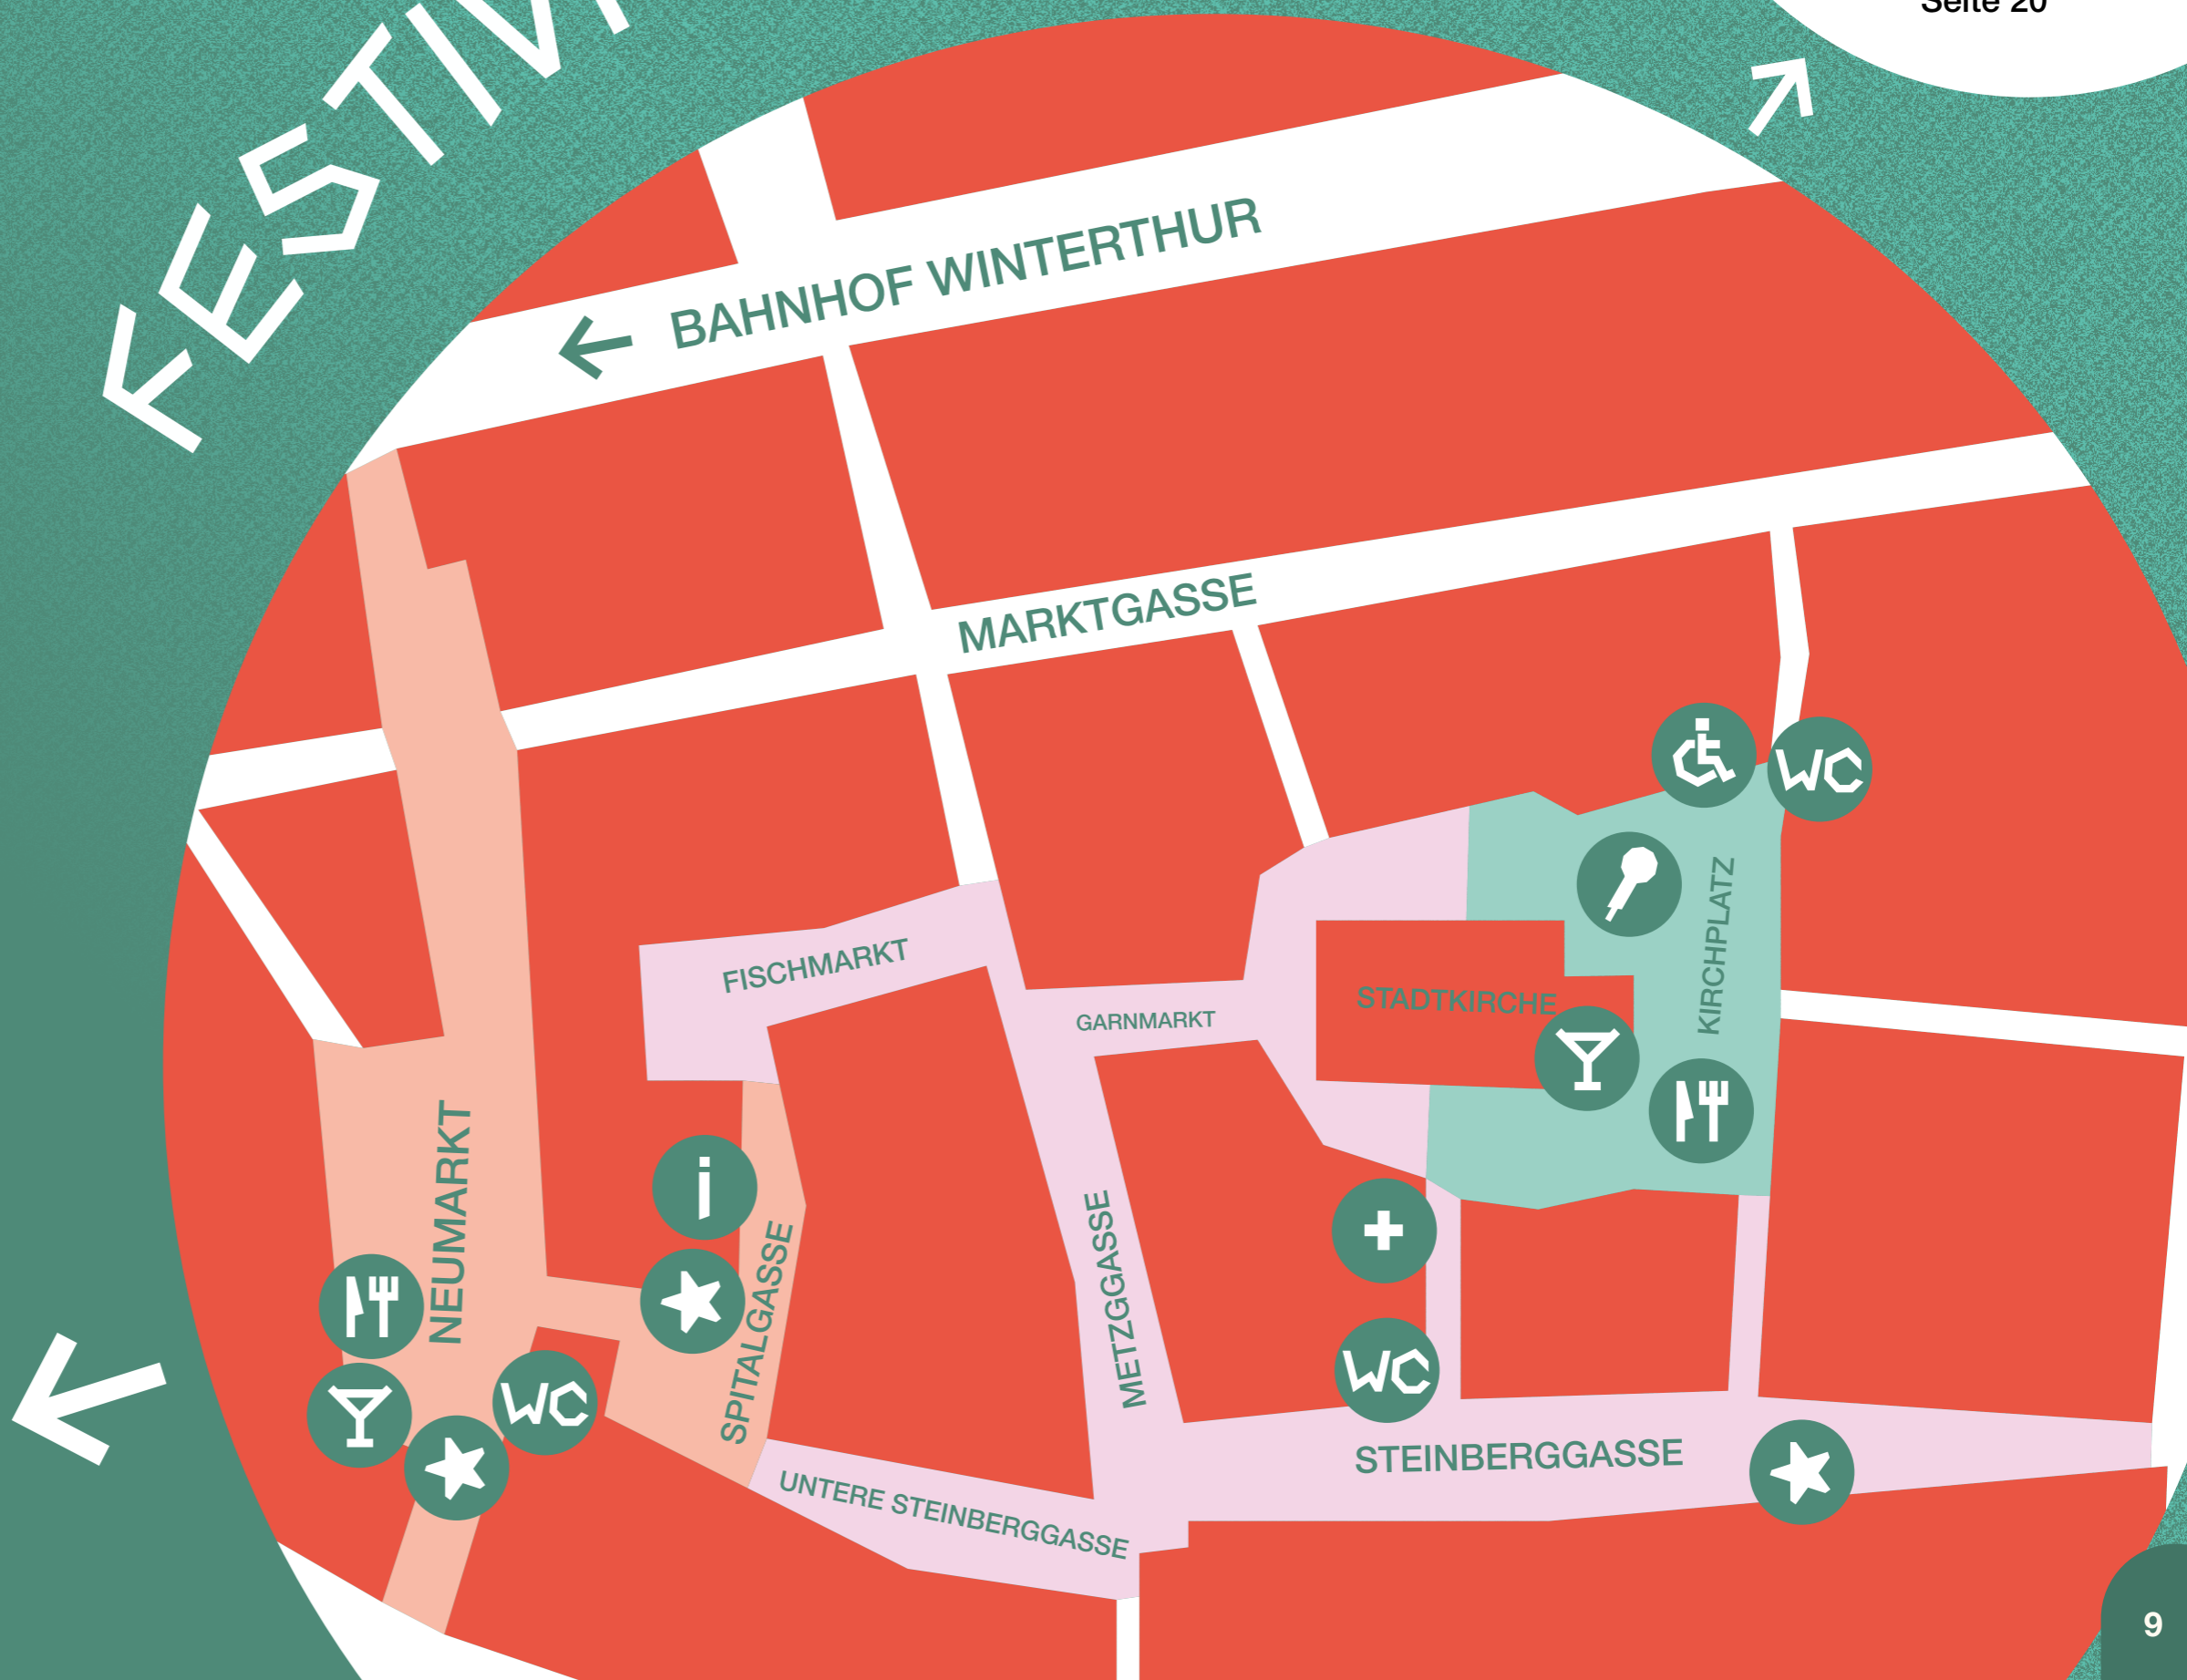 Seite 20
BAHNHOF WINTERTHUR
MARKTGASSE
WC
KIRCHPLATZ
FISCHMARKT
STADTKIRCHE
GARNMARKT
NEUMARKT
i
SPITALGASSE
METZGGASSE
WC
WC
STEINBERGGASSE
UNTERE STEINBERGGASSE
9